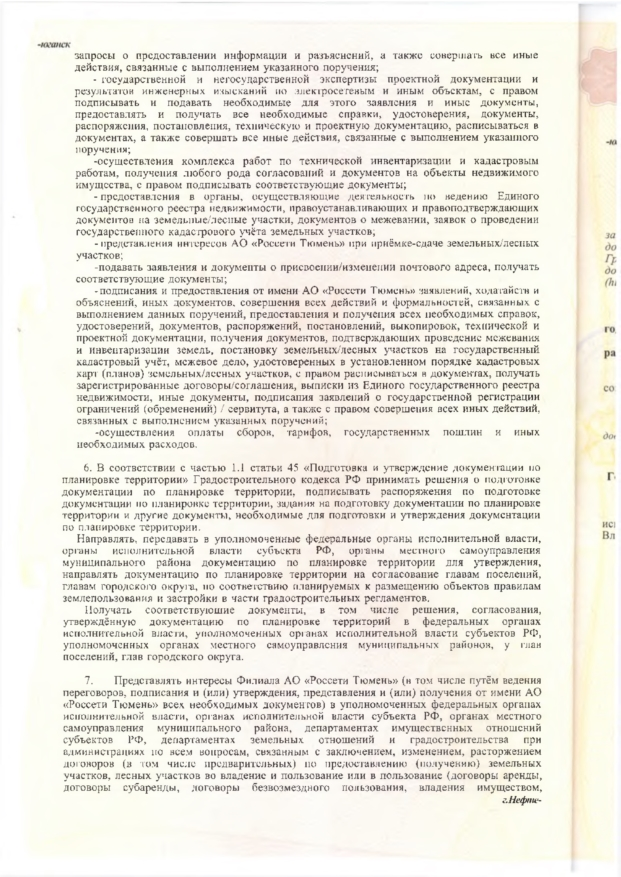 -юганск
запросы о предоставлении информации и разъяснений, а также совершать все иные
действия, связанные с выполнением указанного поручения;
- государственной и негосударственной экспертизы проектной документации и
результатов инженерных изысканий по электросетевым и иным объектам, с правом
подписывать и подавать необходимые для этого заявления и иные документы,
предоставлять и получать все необходимые справки, удостоверения, документы,
распоряжения, постановления, техническую и проектную документацию, расписываться в
документах, а также совершать все иные действия, связанные с выполнением указанного
поручения;
-осуществления комплекса работ по технической инвентаризации и кадастровым
работам, получения любого рода согласований и документов на объекты недвижимого
имущества, с правом подписывать соответствующие документы;
- предоставления в органы, осуществляющие деятельность по ведению Единого
государственного реестра недвижимости, правоустанавливающих и правоподтверждающих
документов на земельные/лесные участки, документов о межевании, заявок о проведении
государственного кадастрового учёта земельных участков;
- представления интересов АО «Россети Тюмень» при приёмке-сдаче земельных/лесных
участков;
-подавать заявления и документы о присвоении/изменении почтового адреса, получать
соответствующие документы;
- подписания и предоставления от имени АО «Россети Тюмень» заявлений, ходатайств и
объяснений, иных документов, совершения всех действий и формальностей, связанных с
выполнением данных поручений, предоставления и получения всех необходимых справок,
удостоверений, документов, распоряжений, постановлений, выкопировок, технической и
проектной документации, получения документов, подтверждающих проведение межевания
и инвентаризации земель, постановку земельных/лесных участков на государственный
кадастровый учёт, межевое дело, удостоверенных в установленном порядке кадастровых
карт (планов) земельных/лесных участков, с правом расписываться в документах, получать
зарегистрированные договоры/соглашения, выписки из Единого государственного реестра
недвижимости, иные документы, подписания заявлений о государственной регистрации
ограничений (обременений) / сервитута, а также с правом совершения всех иных действий,
связанных с выполнением указанных поручений;
-осуществления оплаты сборов, тарифов, государственных пошлин и иных
необходимых расходов.
6. В соответствии с частью 1.1 статьи 45 «Подготовка и утверждение документации по
планировке территории» Градостроительного кодекса РФ принимать решения о подготовке
документации по планировке территории, подписывать распоряжения по подготовке
документации по планировке территории, задания на подготовку документации по планировке
территории и другие документы, необходимые для подготовки и утверждения документации
по планировке территории.
Направлять, передавать в уполномоченные федеральные органы исполнительной власти,
органы исполнительной власти субъекта РФ, органы местного самоуправления
муниципального района документацию по планировке территории для утверждения,
направлять документацию по планировке территории на согласование главам поселений,
главам городского округа, по соответствию планируемых к размещению объектов правилам
землепользования и застройки в части градостроительных регламентов.
Получать соответствующие документы, в том числе решения, согласования,
утверждённую документацию по планировке территорий в федеральных органах
исполнительной власти, уполномоченных органах исполнительной власти субъектов РФ,
уполномоченных органах местного самоуправления муниципальных районов, у глав
поселений, глав городского округа.
7. Представлять интересы Филиала АО «Россети Тюмень» (в том числе путём ведения
переговоров, подписания и (или) утверждения, представления и (или) получения от имени АО
«Россети Тюмень» всех необходимых документов) в уполномоченных федеральных органах
исполнительной власти, органах исполнительной власти субъекта РФ, органах местного
самоуправления муниципального района, департаментах имущественных отношений
субъектов РФ, департаментах земельных отношений и градостроительства при
администрациях по всем вопросам, связанным с заключением, изменением, расторжением
договоров (в том числе предварительных) по предоставлению (получению) земельных
участков, лесных участков во владение и пользование или в пользование (договоры аренды,
договоры субаренды, договоры безвозмездного пользования, владения имуществом,
г.Нефте-